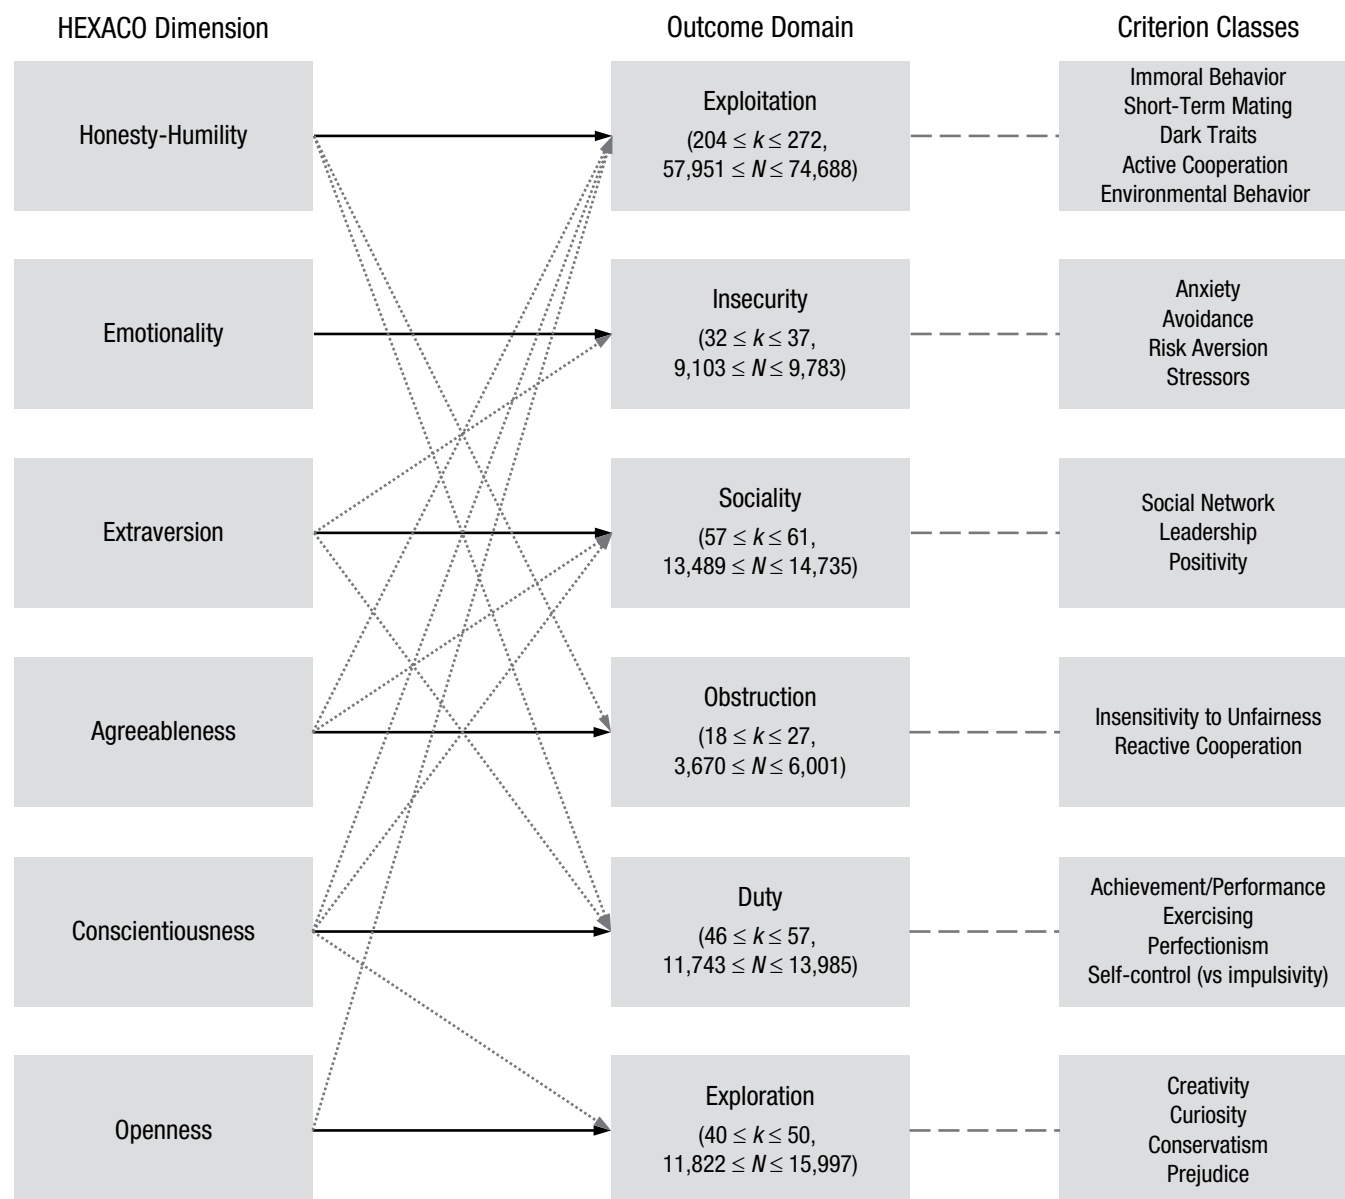 HEXACO Dimension
Outcome Domain
Criterion Classes
Honesty-Humility
Exploitation
(204 ≤ k ≤ 272,
57,951 ≤ N ≤ 74,688)
Immoral Behavior
Short-Term Mating
Dark Traits
Active Cooperation
Environmental Behavior
Emotionality
Insecurity
(32 ≤ k ≤ 37,
9,103 ≤ N ≤ 9,783)
Anxiety
Avoidance
Risk Aversion
Stressors
Extraversion
Sociality
(57 ≤ k ≤ 61,
13,489 ≤ N ≤ 14,735)
Social Network
Leadership
Positivity
Agreeableness
Obstruction
(18 ≤ k ≤ 27,
3,670 ≤ N ≤ 6,001)
Insensitivity to Unfairness
Reactive Cooperation
Conscientiousness
Duty
(46 ≤ k ≤ 57,
11,743 ≤ N ≤ 13,985)
Achievement/Performance
Exercising
Perfectionism
Self-control (vs impulsivity)
Openness
Exploration
(40 ≤ k ≤ 50,
11,822 ≤ N ≤ 15,997)
Creativity
Curiosity
Conservatism
Prejudice